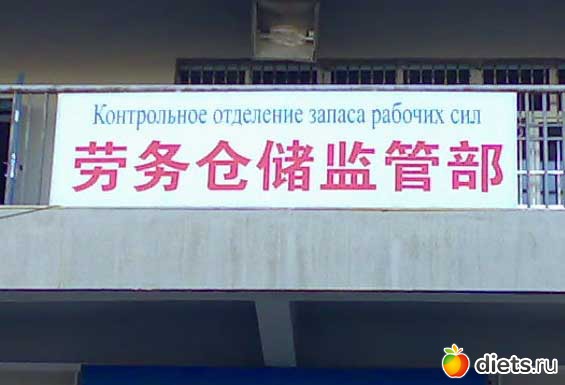 Контрольное отделение запаса рабочих сил
劳务仓储监管部
diets.ru